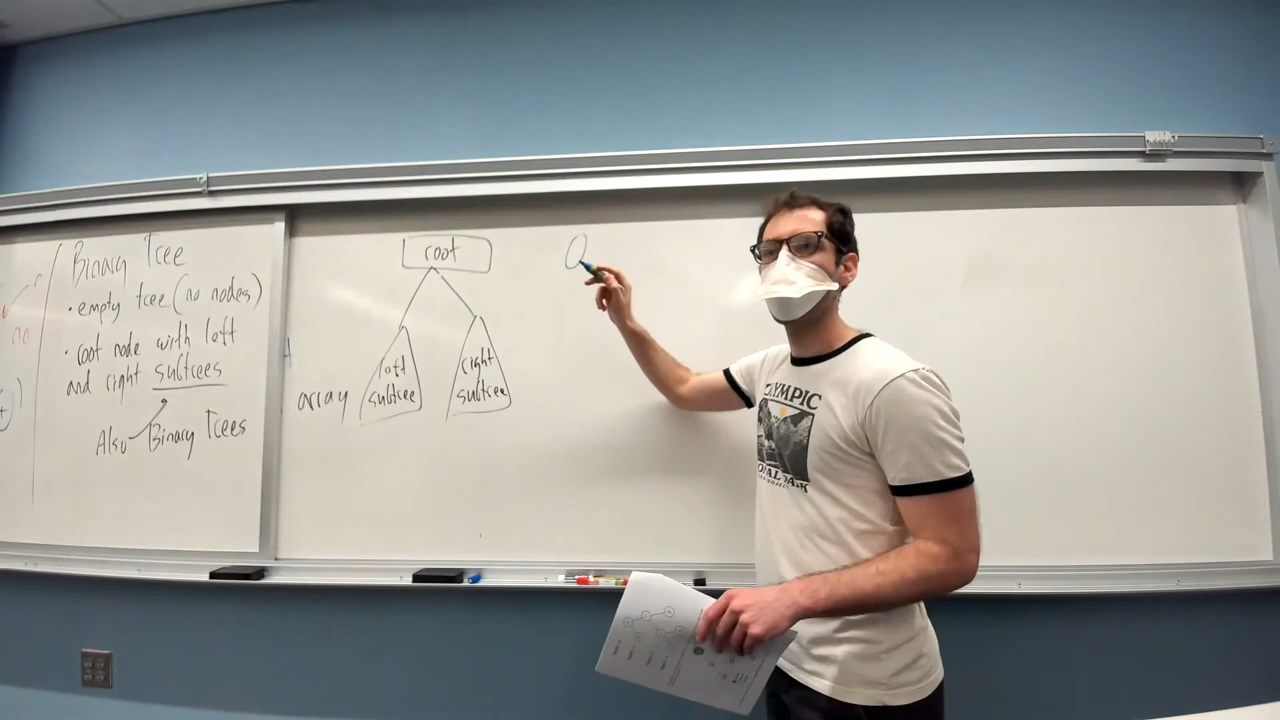 Binary Tree
• empty tree (no nodes)
• root node with left
and right subtrees
Also Binary Trees
no
root
left
subtree
right
subtree
array
OLYMPIC